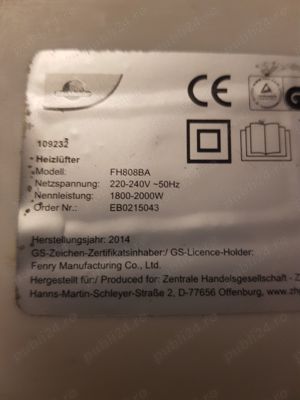 CE
109232
Heizlüfter
Modell: FH808BA
Netzspannung: 220-240V ~50Hz
Nennleistung: 1800-2000W
Order Nr.: EB0215043
Herstellungsjahr: 2014
GS-Zeichen-Zertifikatsinhaber:/ GS-Licence-Holder:
Fenry Manufacturing Co., Ltd.
Hergestellt für:/ Produced for: Zentrale Handelsgesellschaft - Z
Hanns-Martin-Schleyer-Straße 2, D-77656 Offenburg, www.zh